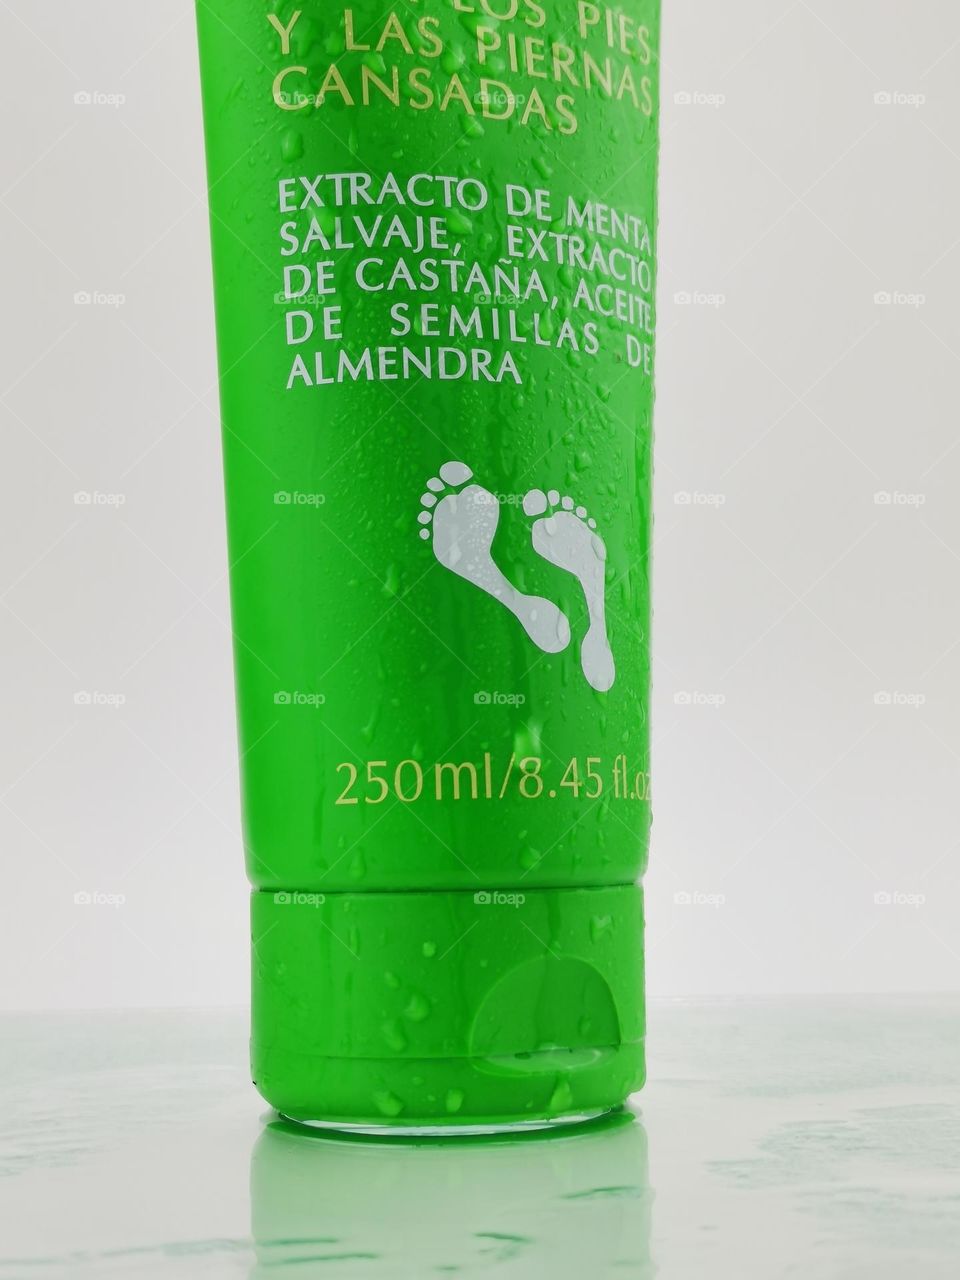 LOS PIES
Y LAS PIERNAS
CANSADAS
EXTRACTO DE MENTA
SALVAJE, EXTRACTO
DE CASTAÑA, ACEITE
DE SEMILLAS DE
ALMENDRA
250ml/8.45 fl.oz